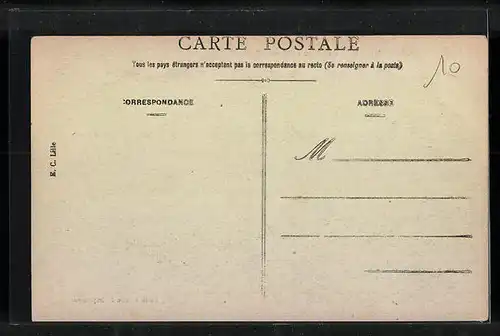 CARTE POSTALE
Tous les pays étrangers n'acceptent pas la correspondance au recto (Se renseigner à la poste)
10
CORRESPONDANCE
ADRESSE
M
E. C. Lille